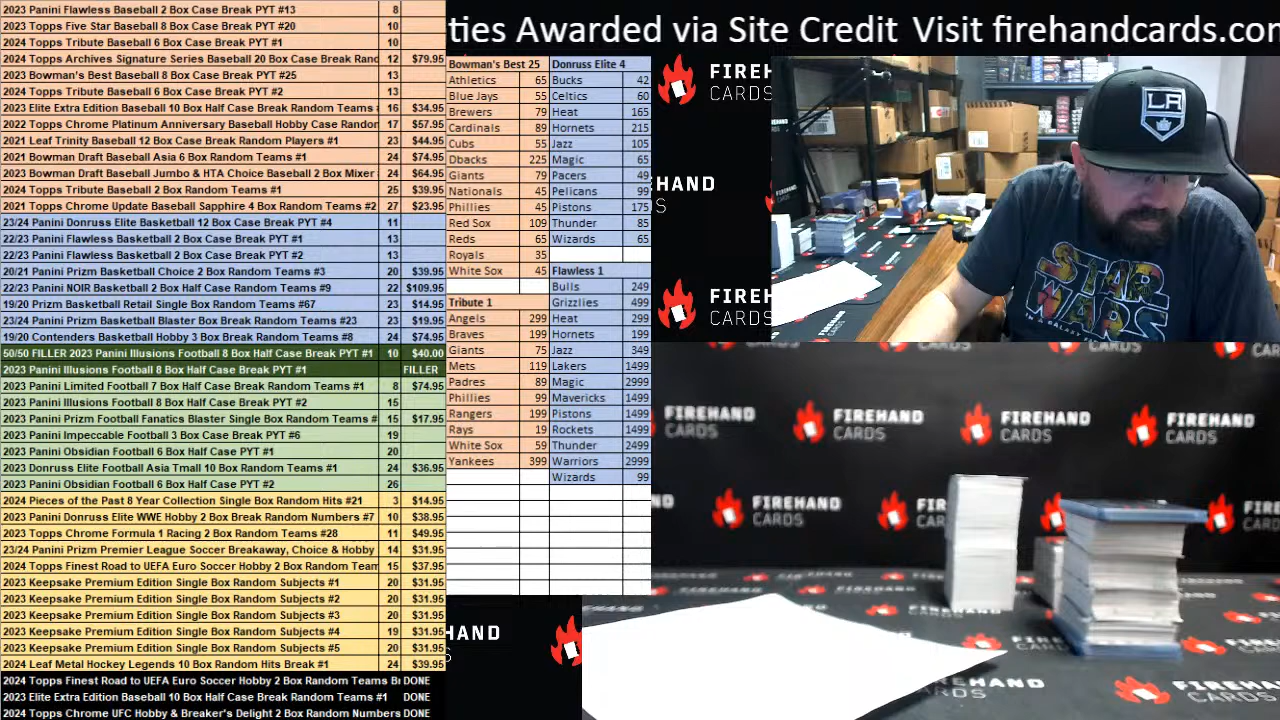 2023 Panini Flawless Baseball 2 Box Case Break PYT #13 8
2023 Topps Five Star Baseball 8 Box Case Break PYT #20 10
2024 Topps Tribute Baseball 6 Box Case Break PYT #1 10
2024 Topps Archives Signature Series Baseball 20 Box Case Break Ranc 12 $79.95
2023 Bowman's Best Baseball 8 Box PYT #25 13
2024 Topps Tribute Baseball 6 Box Case Break PYT #2 13
2023 Elite Extra Edition Baseball 10 Box Half Case Break Random Teams 16 $34.95
2022 Topps Chrome Platinum Anniversary Baseball Hobby Case Random 17 $57.95
2021 Leaf Trinity Baseball 12 Box Case Break Random Players #1 23 $44.95
2021 Bowman Draft Baseball Asia 6 Box Random Teams #1 24 $74.95
2023 Bowman Draft Baseball Jumbo & HTA Choice Baseball 2 Box Mixer 24 $64.95
2024 Topps Tribute Baseball 2 Box Random Teams #1 25 $39.95
2021 Topps Chrome Update Baseball Sapphire 4 Box Random Teams #2 27 $23.95
23/24 Panini Donruss Elite Basketball 12 Box Case Break PYT #4 11
22/23 Panini Flawless Basketball 2 Box Case Break PYT #1 13
22/23 Panini Flawless Basketball 2 Box Case Break PYT #2 13
20/21 Panini Prizm Basketball Choice 2 Box Random Teams #3 20 $39.95
22/23 Panini NOIR Basketball 2 Box Half Case Break Random Teams #9 22 $109.95
19/20 Prizm Basketball Retail Single Box Random Teams #67 23 $14.95
23/24 Panini Prizm Basketball Blaster Box Break Random Teams #23 23 $19.95
19/20 Contenders Basketball Hobby 3 Box Break Random Teams #8 24 $74.95
50/50 FILLER 2023 Panini Illusions Football 8 Box Half Case Break PYT #1 10 $40.00
2023 Panini Illusions Football 8 Box Half Case Break PYT #1 FILLER
2023 Panini Limited Football 7 Box Half Case Break Random Teams #1 8 $74.95
2023 Panini Illusions Football 8 Box Half Case Break PYT #2 15
2023 Panini Prizm Football Fanatics Blaster Single Box Random Teams # 15 $17.95
2023 Panini Impeccable Football 3 Box Case Break PYT #6 19
2023 Panini Obsidian Football 6 Box Case PYT #1 20
2023 Donruss Elite Football Asia Tmall 10 Box Random Teams #1 24 $36.95
2023 Panini Obsidian Football 6 Box Case PYT #2 26
2024 Pieces of the Past 8 Year Collection Single Box Random Hits #21 3 $14.95
2023 Panini Donruss Elite WWE Hobby 2 Box Break Random Numbers #7 10 $38.95
2023 Topps Chrome Formula 1 Racing 2 Box Random Teams #28 11 $49.95
23/24 Panini Prizm Premier League Soccer Breakaway, Choice & Hobby 14 $31.95
2024 Topps Finest Road to UEFA Euro Soccer Hobby 2 Box Random Team 15 $37.95
2023 Keepsake Premium Edition Single Box Random Subjects #1 20 $31.95
2023 Keepsake Premium Edition Single Box Random Subjects #2 20 $31.95
2023 Keepsake Premium Edition Single Box Random Subjects #3 20 $31.95
2023 Keepsake Premium Edition Single Box Random Subjects #4 19 $31.95
2023 Keepsake Premium Edition Single Box Random Subjects #5 20 $31.95
2024 Leaf Metal Hockey Legends 10 Box Random Hits Break #1 24 $39.95
2024 Topps Finest Road to UEFA Euro Soccer Hobby 2 Box Random Teams B DONE
2023 Elite Extra Edition Baseball 10 Box Half Case Break Random Teams #1 DONE
2024 Topps Chrome UFC Hobby & Breaker's Delight 2 Box Random Numbers DONE
ties Awarded via Site Credit Visit firehandcards.com
Bowman's Best 25
Athletics 65
Blue Jays 55
Brewers 79
Cardinals 89
Cubs 55
Dbacks 225
Giants 79
Nationals 45
Phillies 45
Red Sox 109
Reds 65
Royals 35
White Sox 45
Tribute 1
Angels 299
Braves 199
Giants 75
Mets 119
Padres 89
Phillies 99
Rangers 199
Rays 19
White Sox 59
Yankees 399
Donruss Elite 4
Bucks 42
Celtics 60
Heat 165
Hornets 215
Jazz 105
Magic 65
Pacers 49
Pelicans 99
Pistons 175
Thunder 85
Wizards 65
Flawless 1
Bulls 249
Grizzlies 499
Heat 299
Hornets 199
Jazz 349
Lakers 1499
Magic 2999
Mavericks 1499
Pistons 1499
Rockets 1499
Thunder 2499
Warriors 2999
Wizards 99
FIREH
CARDS
HAND
S
FIREH
CARDS
LA
STAR
WARS
FIREHAND
CARDS
FIREHAND
CARDS
FIREHAND
CARDS
FIREHAND
CARDS
FIREHAND
CARDS
HAND
FIREHAND
CARDS